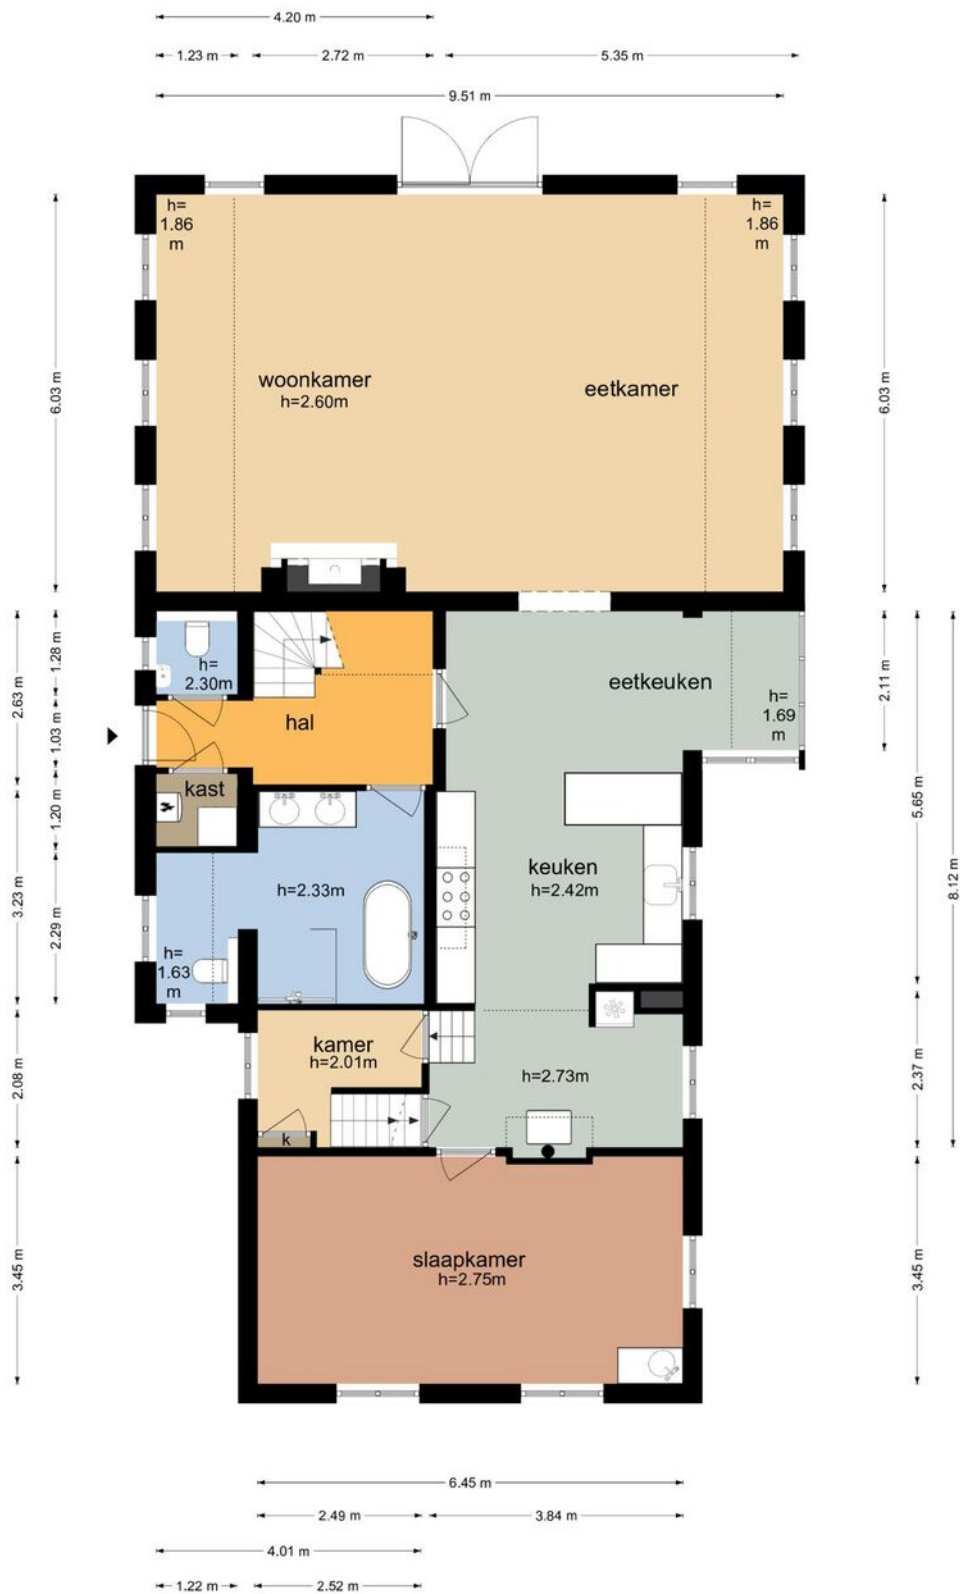 4.20 m
1.23 m
2.72 m
5.35 m
9.51 m
h=
1.86
m
h=
1.86
m
6.03 m
6.03 m
woonkamer
h=2.60m
eetkamer
2.63 m
1.28 m
h=
2.30m
eetkeuken
h=
1.69
m
2.11 m
hal
1.03 m
kast
1.20 m
5.65 m
8.12 m
keuken
h=2.42m
h=2.33m
3.23 m
2.29 m
h=
1.63
m
kamer
h=2.01m
2.08 m
h=2.73m
2.37 m
k
slaapkamer
h=2.75m
3.45 m
3.45 m
6.45 m
2.49 m
3.84 m
4.01 m
1.22 m
2.52 m